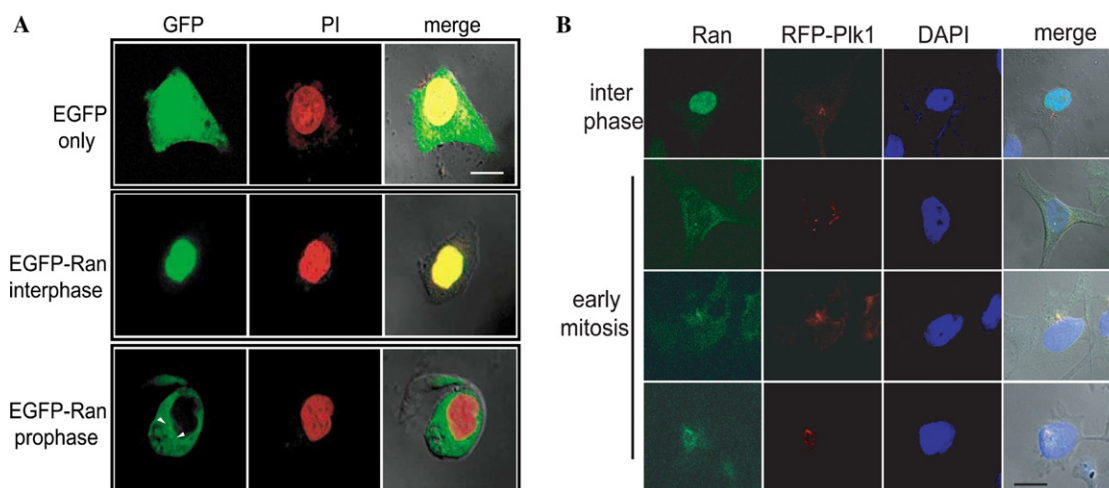 A
GFP PI merge
EGFP
only
EGFP-Ran
interphase
EGFP-Ran
prophase
B
Ran RFP-Plk1 DAPI merge
inter
phase
early
mitosis